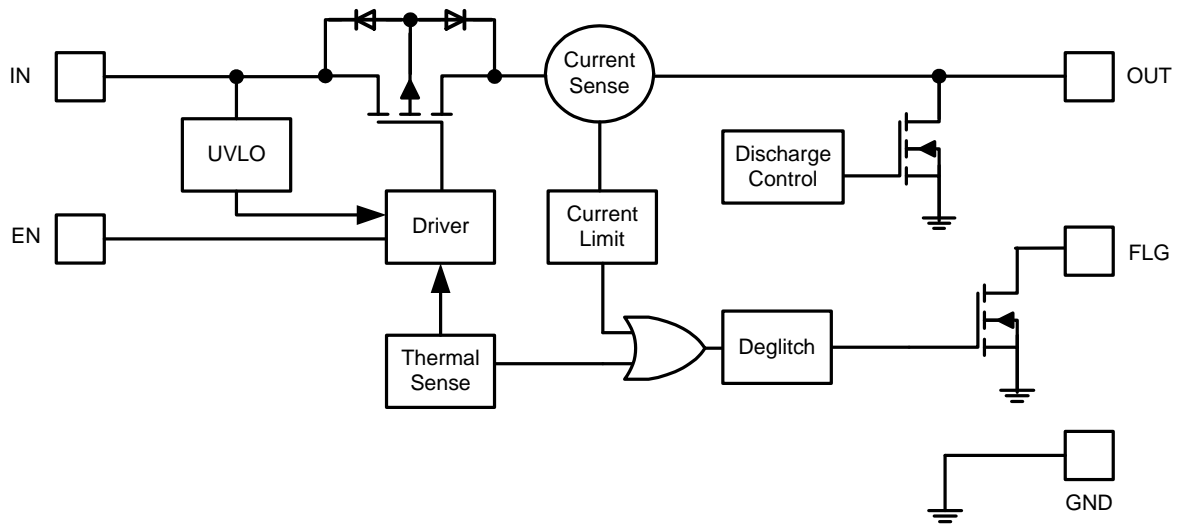 IN
Current
Sense
OUT
UVLO
Discharge
Control
EN
Driver
Current
Limit
FLG
Thermal
Sense
Deglitch
GND